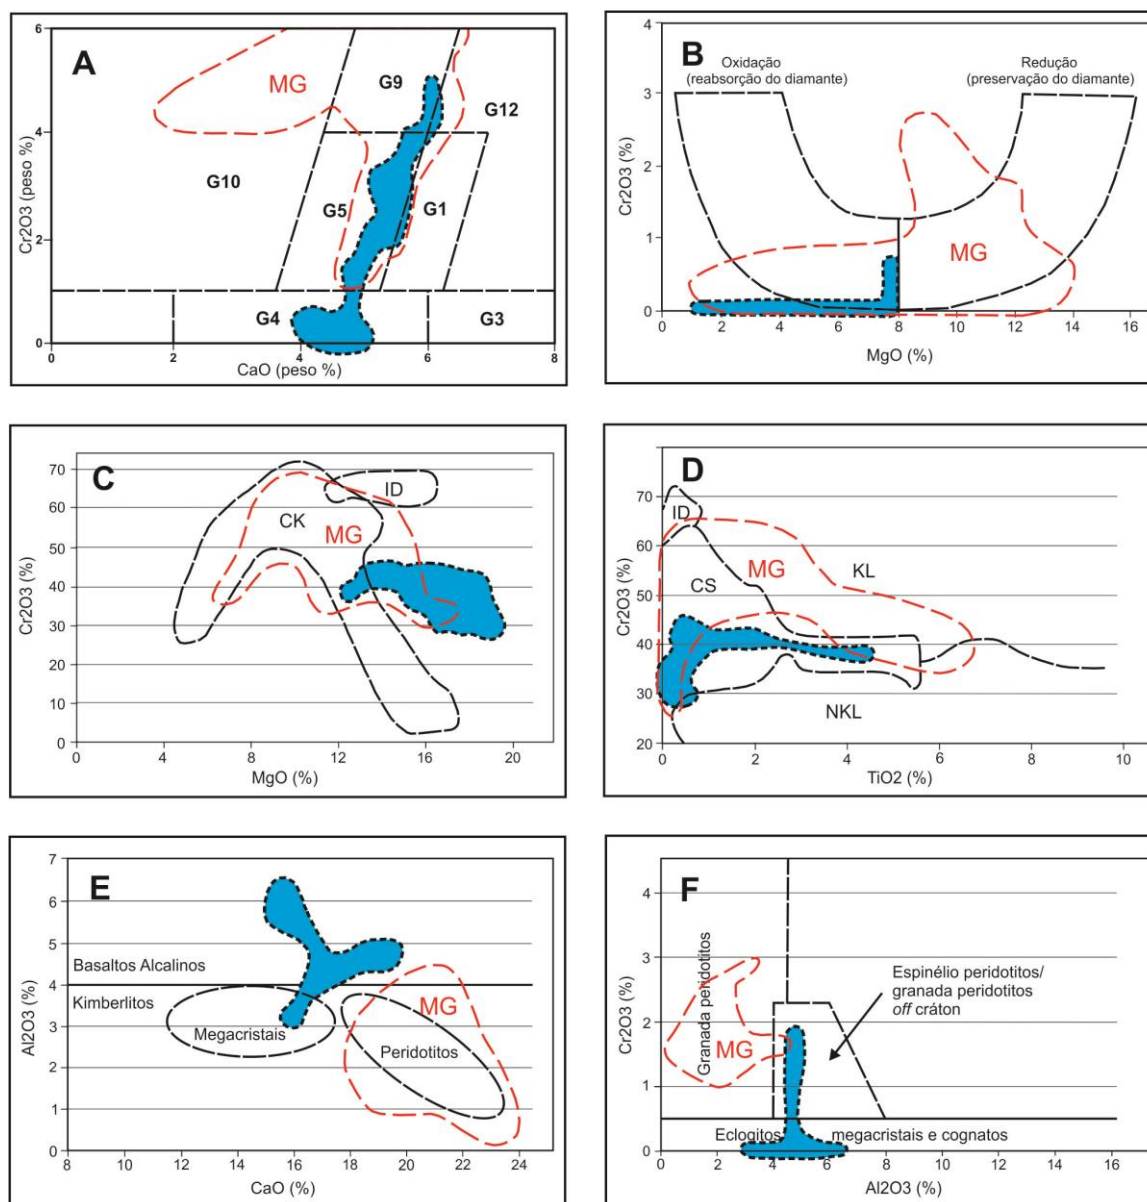 A
Cr2O3 (peso %)
6
4
2
0
MG
G9
G12
G10
G5
G1
G4
G3
0
2
4
6
8
CaO (peso %)
B
Cr2O3 (%)
4
3
2
1
0
Oxidação
(reabsorção do diamante)
Redução
(preservação do diamante)
MG
0
2
4
6
8
10
12
14
16
MgO (%)
C
Cr2O3 (%)
70
60
50
40
30
20
10
0
ID
CK
MG
0
4
8
12
16
20
MgO (%)
D
Cr2O3 (%)
70
60
50
40
30
20
ID
CS
MG
KL
NKL
0
2
4
6
8
10
TiO2 (%)
E
Al2O3 (%)
7
6
5
4
3
2
1
0
Basaltos Alcalinos
Kimberlitos
Megacristais
MG
Peridotitos
8
10
12
14
16
18
20
22
24
CaO (%)
F
Cr2O3 (%)
4
3
2
1
0
Granada peridotitos
MG
Espinélio peridotitos/
granada peridotitos
off cráton
Eclogitos megacristais e cognatos
0
2
4
6
8
10
12
14
16
Al2O3 (%)